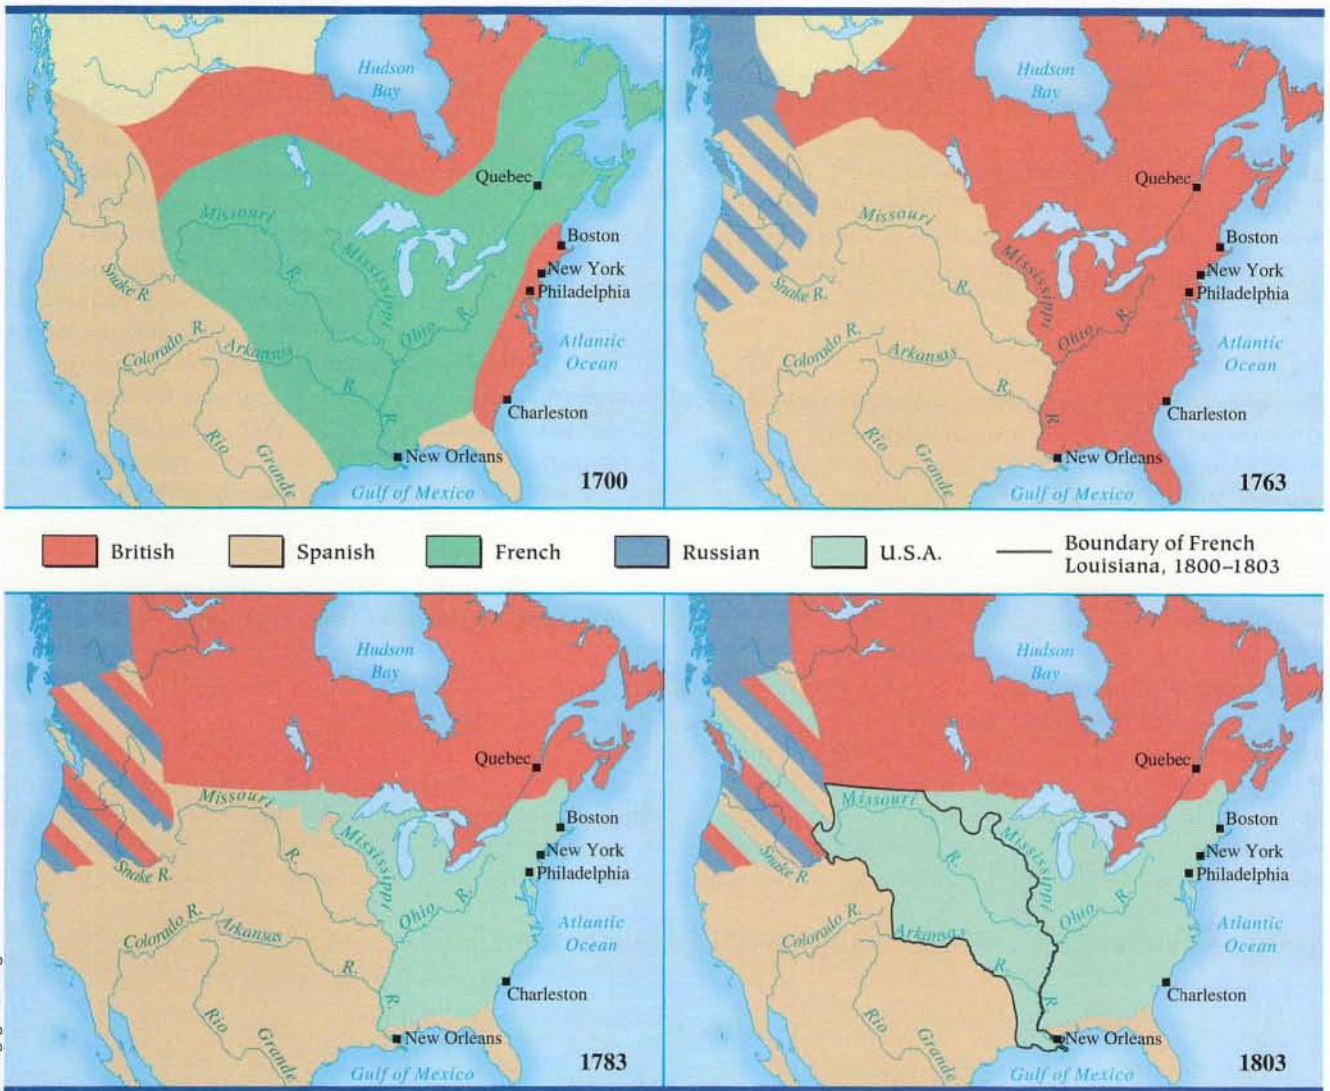 Hudson
Bay
Quebec
Missouri
R.
Mississippi
Boston
New York
Philadelphia
Snake R.
Ohio R.
Colorado R.
Arkansas
R.
R.
Atlantic
Ocean
Charleston
Rio
Grande
New Orleans
Gulf of Mexico
1700
Hudson
Bay
Quebec
Missouri
R.
Mississippi
Boston
New York
Philadelphia
Snake R.
Ohio R.
Colorado R.
Arkansas
R.
R.
Atlantic
Ocean
Charleston
Rio
Grande
New Orleans
Gulf of Mexico
1763
British
Spanish
French
Russian
U.S.A.
Boundary of French
Louisiana, 1800–1803
Hudson
Bay
Quebec
Missouri
R.
Mississippi
Boston
New York
Philadelphia
Snake R.
Ohio R.
Colorado R.
Arkansas
R.
R.
Atlantic
Ocean
Charleston
Rio
Grande
New Orleans
Gulf of Mexico
1783
Hudson
Bay
Quebec
Missouri
R.
Mississippi
Boston
New York
Philadelphia
Snake R.
Ohio R.
Colorado R.
Arkansas
R.
R.
Atlantic
Ocean
Charleston
Rio
Grande
New Orleans
Gulf of Mexico
1803